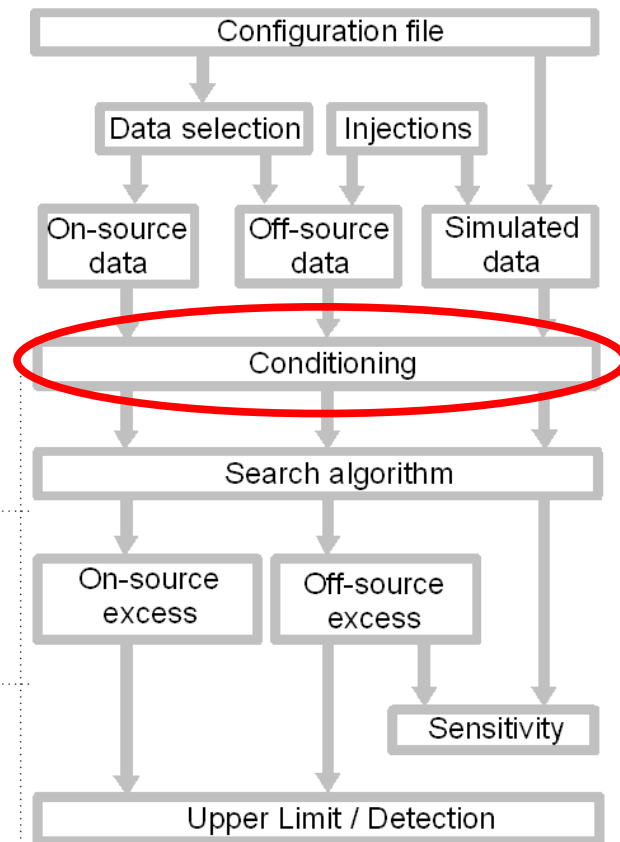 Configuration file
Data selection
Injections
On-source
data
Off-source
data
Simulated
data
Conditioning
Search algorithm
On-source
excess
Off-source
excess
Sensitivity
Upper Limit / Detection